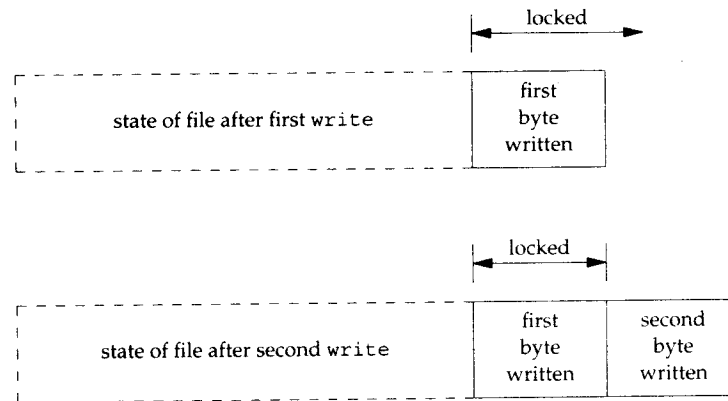 locked
first
state of file after first write
byte
written
locked
first
second
state of file after second write
byte
byte
written
written